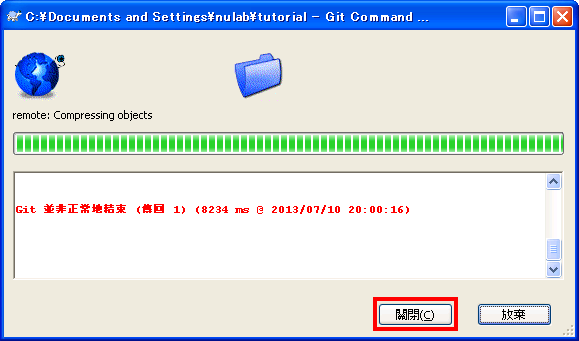 C:¥Documents and Settings¥nulab¥tutorial - Git Command ...
remote: Compressing objects
Git 並非正常地結束 (傳回 1) (8234 ms @ 2013/07/10 20:00:16)
關閉(C) 放棄